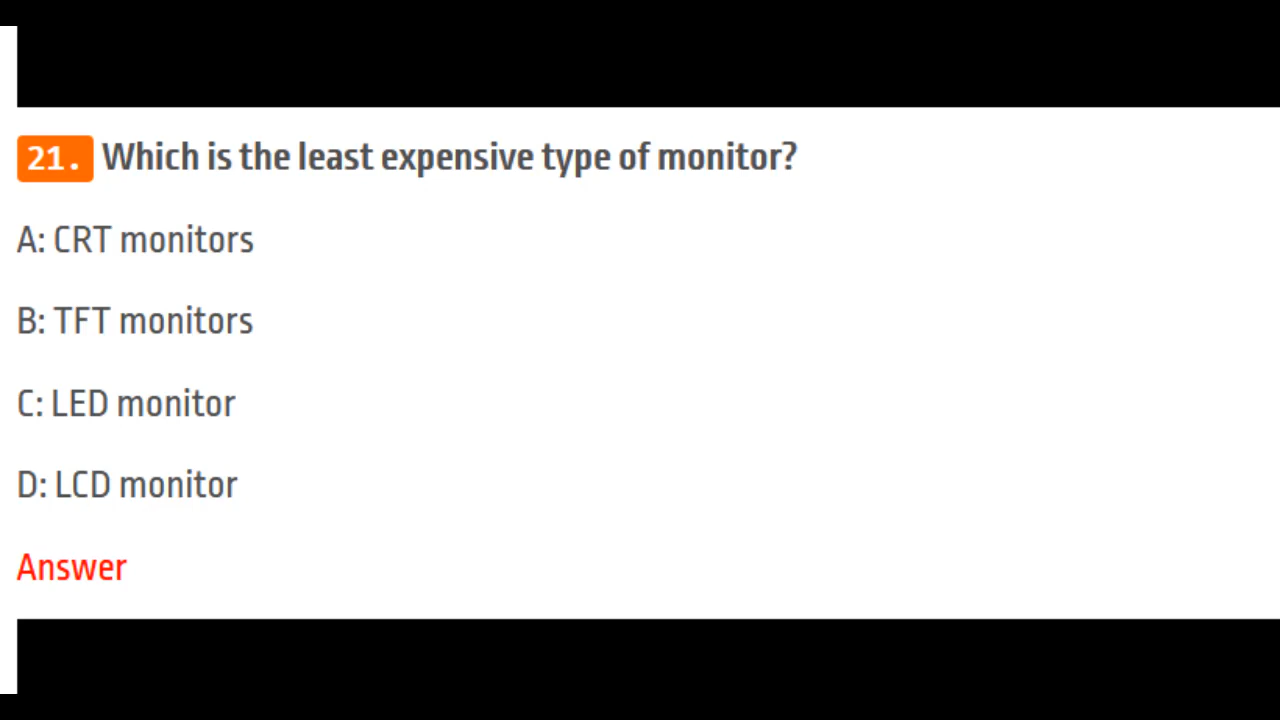 21. Which is the least expensive type of monitor?
A: CRT monitors
B: TFT monitors
C: LED monitor
D: LCD monitor
Answer